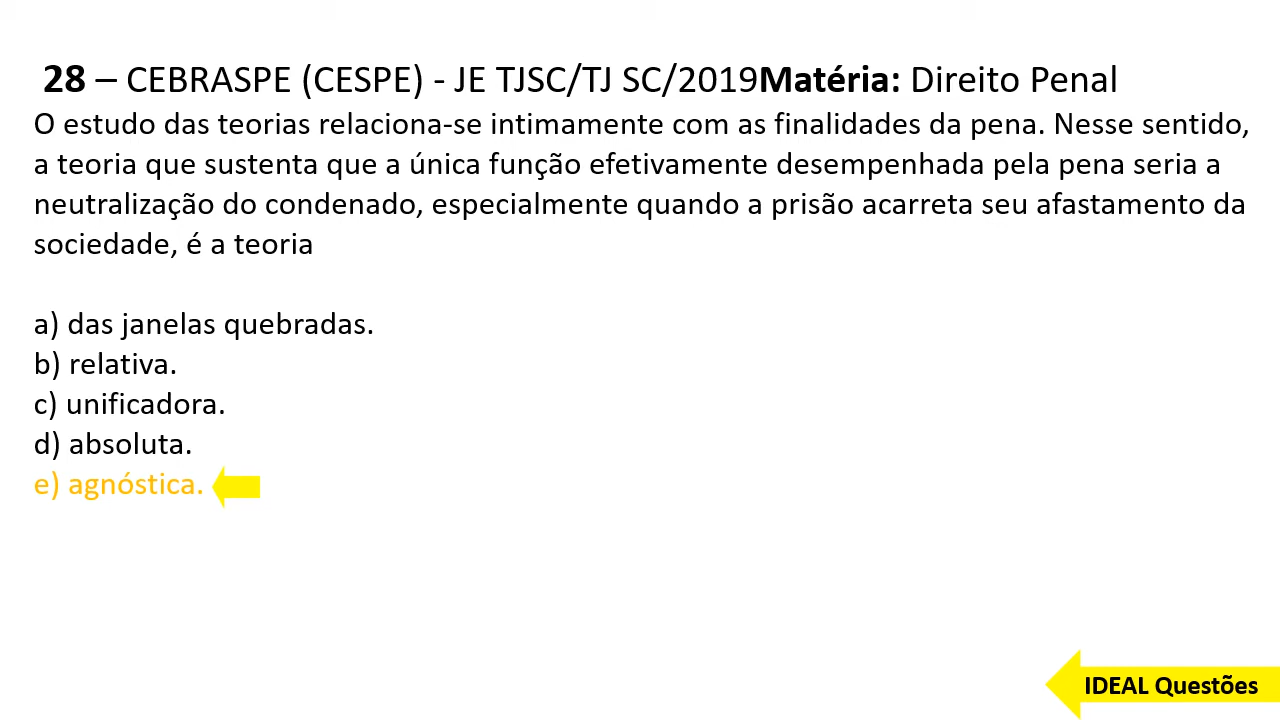 28 – CEBRASPE (CESPE) - JE TJSC/TJ SC/2019Matéria: Direito Penal
O estudo das teorias relaciona-se intimamente com as finalidades da pena. Nesse sentido,
a teoria que sustenta que a única função efetivamente desempenhada pela pena seria a
neutralização do condenado, especialmente quando a prisão acarreta seu afastamento da
sociedade, é a teoria
a) das janelas quebradas.
b) relativa.
c) unificadora.
d) absoluta.
e) agnóstica.
IDEAL Questões